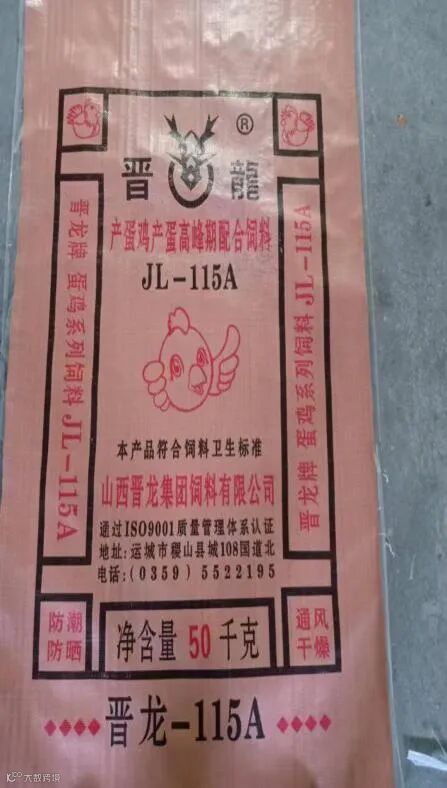 晋 龍 ®
产蛋鸡产蛋高峰期配合饲料
JL-115A
晋龙牌 蛋鸡系列饲料 JL-115A
晋龙牌 蛋鸡系列饲料 JL-115A
本产品符合饲料卫生标准
山西晋龙集团饲料有限公司
通过ISO9001质量管理体系认证
地址:运城市稷山县城108国道北
电话:(0359)5522195
防潮
防晒
净含量 50 千克
通风
干燥
晋龙-115A
大数跨境